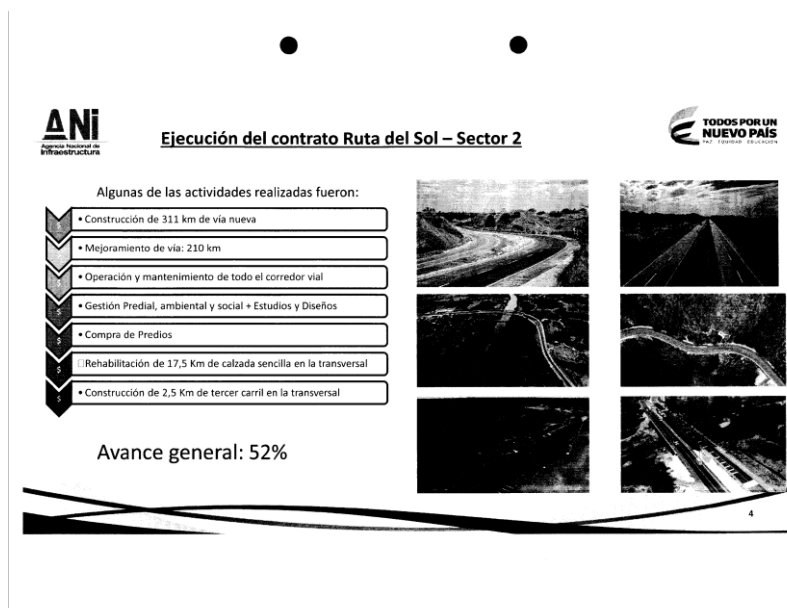 ANi
Agencia Nacional de
Infraestructura
Ejecución del contrato Ruta del Sol – Sector 2
TODOS POR UN
NUEVO PAÍS
PAZ EQUIDAD EDUCACIÓN
Algunas de las actividades realizadas fueron:
$ • Construcción de 311 km de vía nueva
• Mejoramiento de vía: 210 km
$ • Operación y mantenimiento de todo el corredor vial
$ • Gestión Predial, ambiental y social + Estudios y Diseños
$ • Compra de Predios
$ □Rehabilitación de 17,5 Km de calzada sencilla en la transversal
$ • Construcción de 2,5 Km de tercer carril en la transversal
Avance general: 52%
4